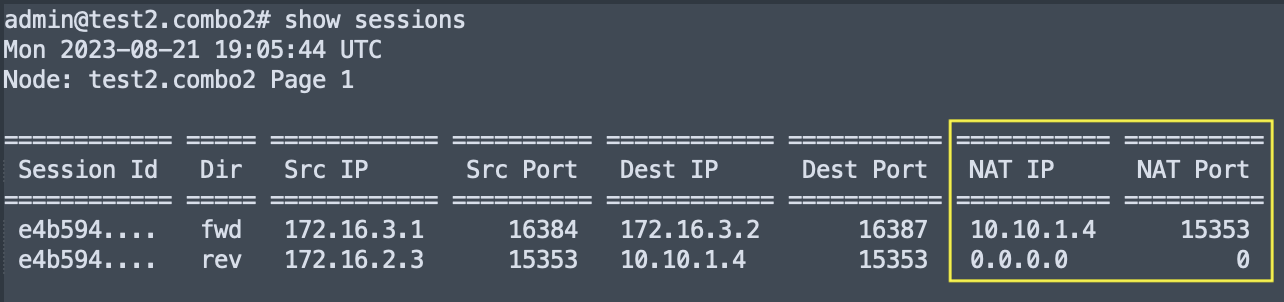 admin@test2.combo2# show sessions
Mon 2023-08-21 19:05:44 UTC
Node: test2.combo2 Page 1
============ ===== ============ ========== ============ ========== =========== ==========
Session Id Dir Src IP Src Port Dest IP Dest Port NAT IP NAT Port
============ ===== ============ ========== ============ ========== =========== ==========
e4b594.... fwd 172.16.3.1 16384 172.16.3.2 16387 10.10.1.4 15353
e4b594.... rev 172.16.2.3 15353 10.10.1.4 15353 0.0.0.0 0